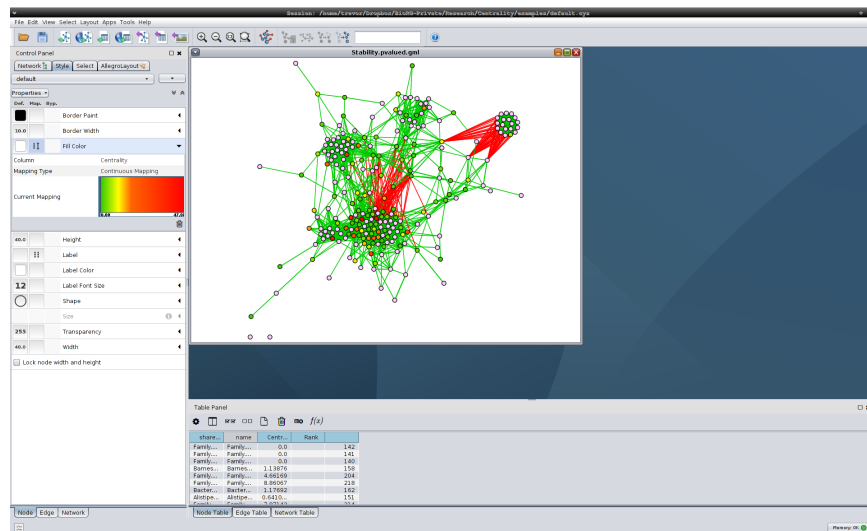 Session: /home/trevor/Dropbox/BioRG-Private/Research/Centrality/examples/default.cys
File Edit View Select Layout Apps Tools Help
Control Panel
Network Style Select AllegroLayout
default
Properties
Def. Map. Byp.
Border Paint
10.0 Border Width
Fill Color
Column Centrality
Mapping Type Continuous Mapping
Current Mapping
0.00 47.0
40.0 Height
Label
Label Color
12 Label Font Size
Shape
Size
255 Transparency
40.0 Width
Lock node width and height
Stability.pvalued.gml
Table Panel
f(x)
share... name Centr... Rank
Family.... Family.... 0.0 142
Family.... Family.... 0.0 141
Family.... Family.... 0.0 140
Barnes... Barnes... 1.13876 158
Family.... Family.... 4.66169 204
Family.... Family.... 8.86067 218
Bacter... Bacter... 1.17692 162
Alistipe... Alistipe... 0.6410... 151
Node Edge Network
Node Table Edge Table Network Table
Memory: OK